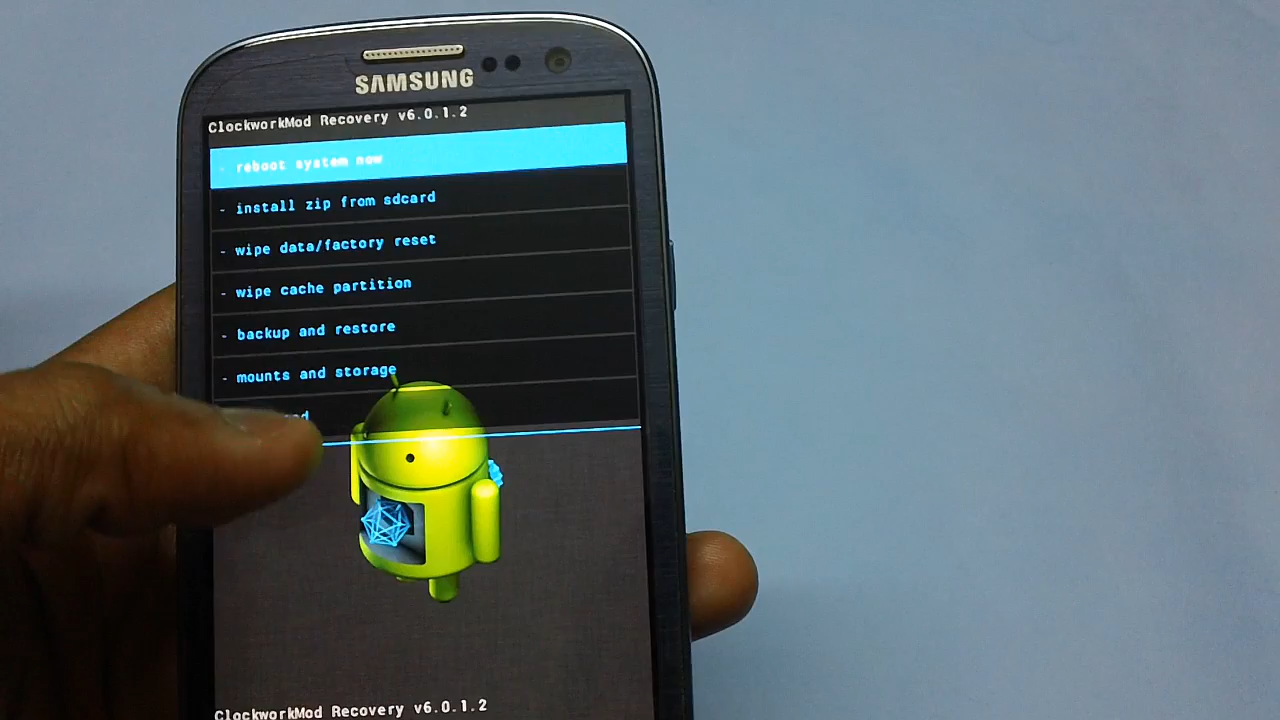 SAMSUNG
ClockworkMod Recovery v6.0.1.2
- reboot system now
- install zip from sdcard
- wipe data/factory reset
- wipe cache partition
- backup and restore
- mounts and storage
ClockworkMod Recovery v6.0.1.2